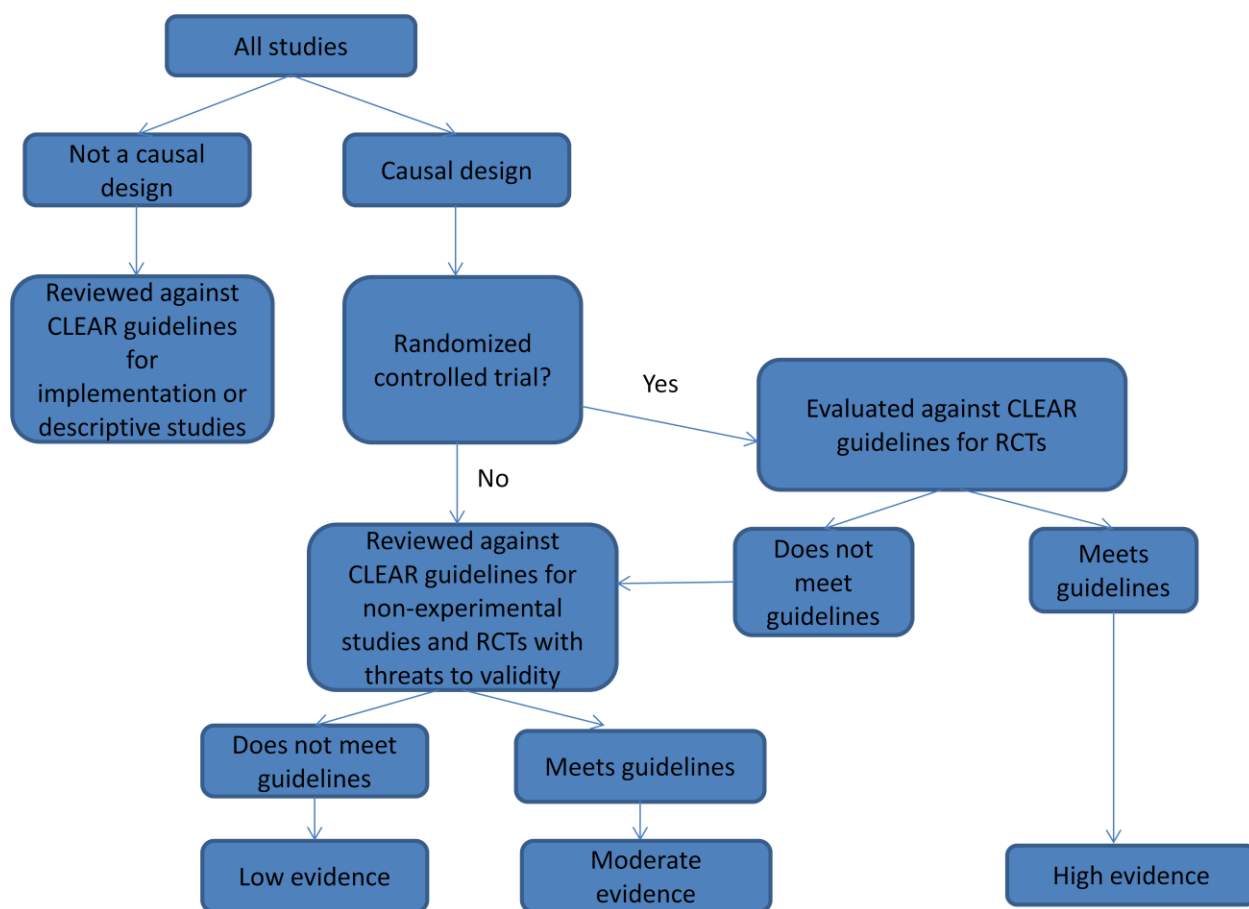 All studies
Not a causal
design
Causal design
Reviewed against
CLEAR guidelines
for
implementation or
descriptive studies
Randomized
controlled trial?
Yes
Evaluated against CLEAR
guidelines for RCTs
No
Reviewed against
CLEAR guidelines for
non-experimental
studies and RCTs with
threats to validity
Does not
meet
guidelines
Meets
guidelines
Does not meet
guidelines
Meets guidelines
Low evidence
Moderate
evidence
High evidence